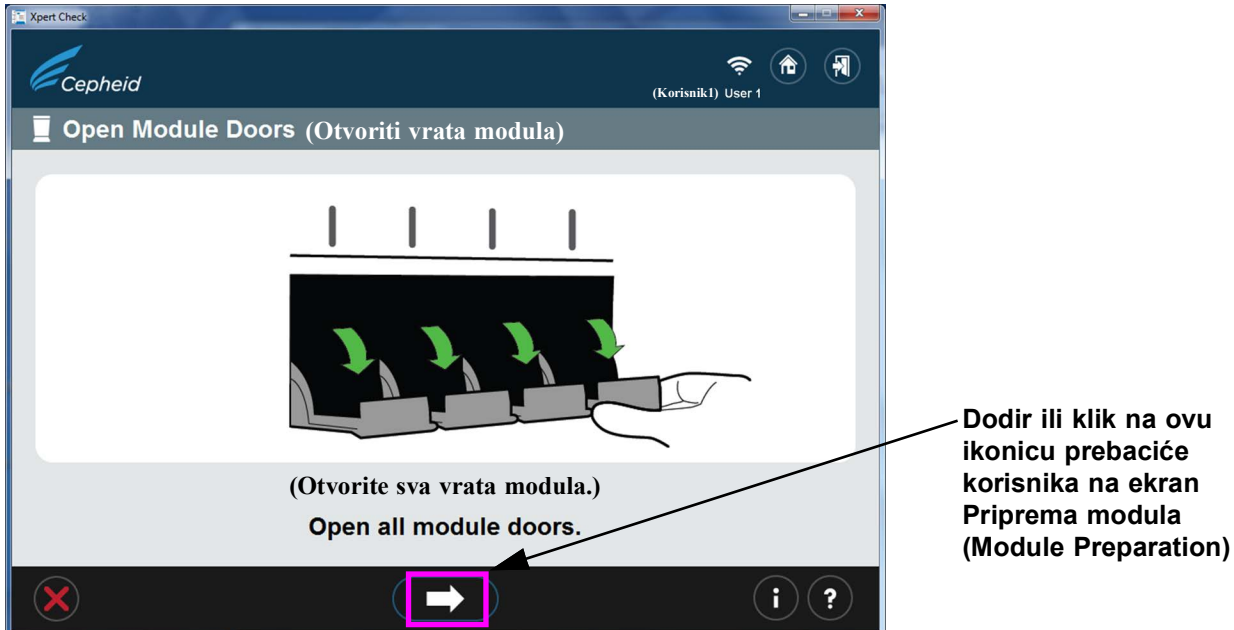 Xpert Check
Cepheid
(Korisnik1) User 1
Open Module Doors (Otvoriti vrata modula)
(Otvorite sva vrata modula.)
Open all module doors.
Dodir ili klik na ovu
ikonicu prebaciće
korisnika na ekran
Priprema modula
(Module Preparation)
i ?